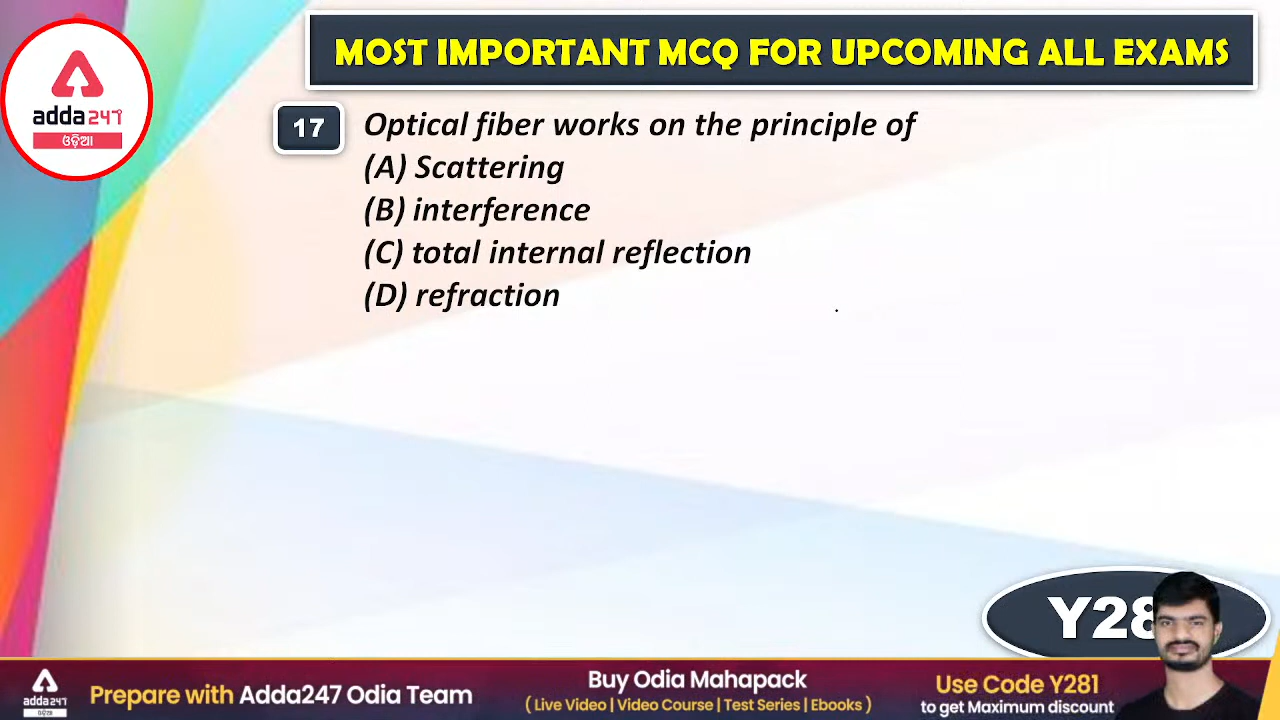 MOST IMPORTANT MCQ FOR UPCOMING ALL EXAMS
adda247
ଓଡ଼ିଆ
17
Optical fiber works on the principle of
(A) Scattering
(B) interference
(C) total internal reflection
(D) refraction
Y28
adda247
ଓଡ଼ିଆ
Prepare with Adda247 Odia Team
Buy Odia Mahapack
( Live Video | Video Course | Test Series | Ebooks )
Use Code Y281
to get Maximum discount